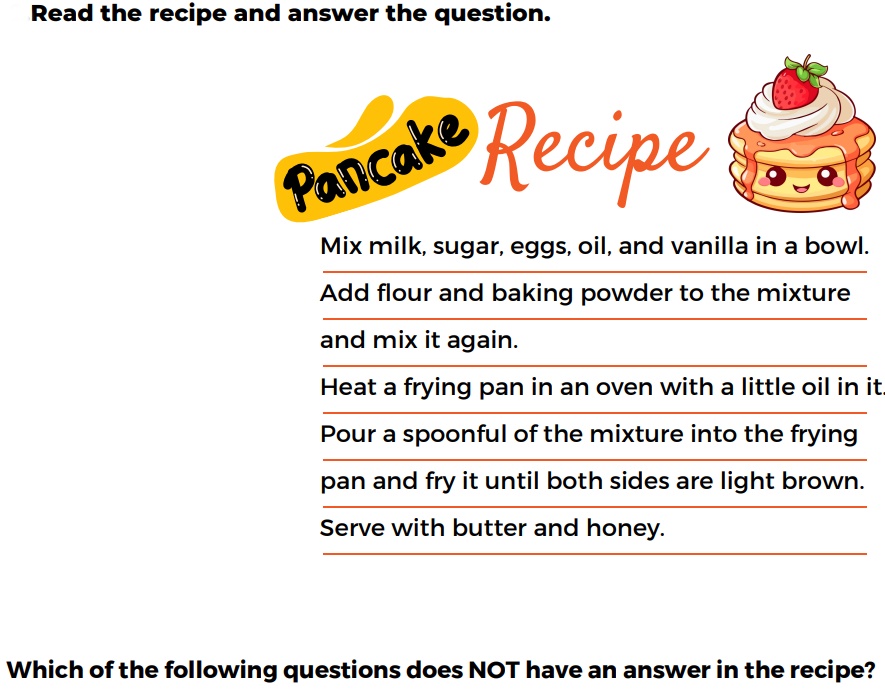 Read the recipe and answer the question.
Pancake Recipe
Mix milk, sugar, eggs, oil, and vanilla in a bowl.
Add flour and baking powder to the mixture
and mix it again.
Heat a frying pan in an oven with a little oil in it.
Pour a spoonful of the mixture into the frying
pan and fry it until both sides are light brown.
Serve with butter and honey.
Which of the following questions does NOT have an answer in the recipe?